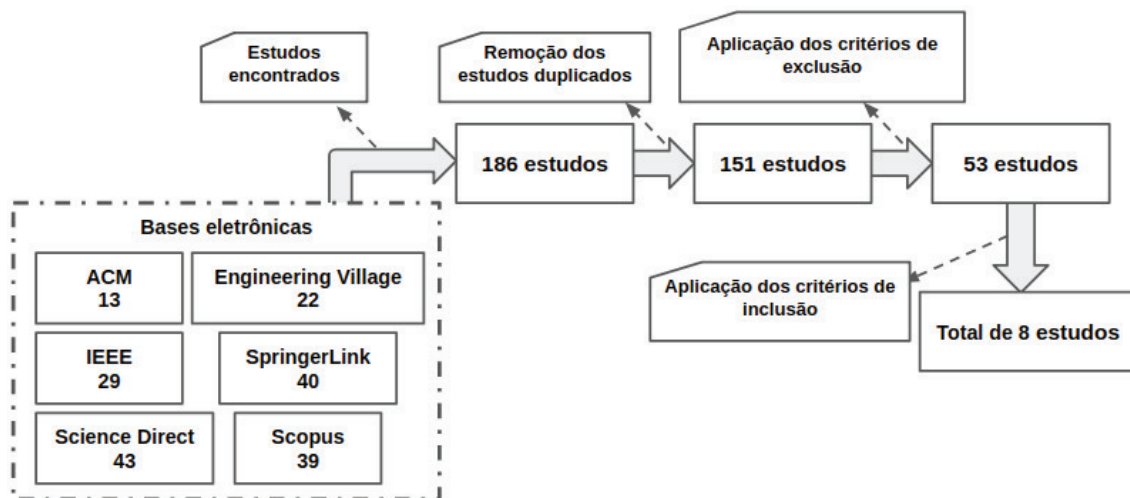 Estudos
encontrados
Remoção dos
estudos duplicados
Aplicação dos critérios de
exclusão
186 estudos
151 estudos
53 estudos
Bases eletrônicas
ACM
13
Engineering Village
22
IEEE
29
SpringerLink
40
Science Direct
43
Scopus
39
Aplicação dos critérios de
inclusão
Total de 8 estudos